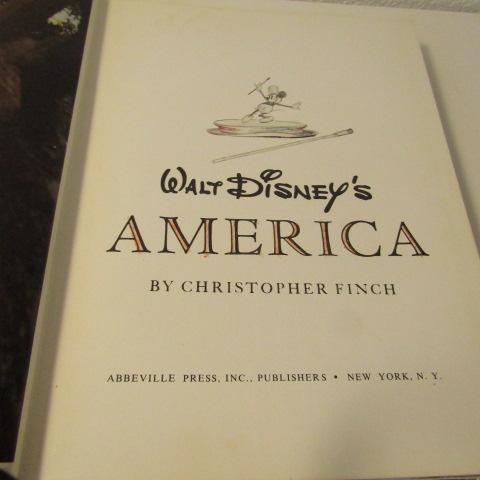 WALT DISNEY'S
AMERICA
BY CHRISTOPHER FINCH
ABBEVILLE PRESS, INC., PUBLISHERS • NEW YORK, N. Y.